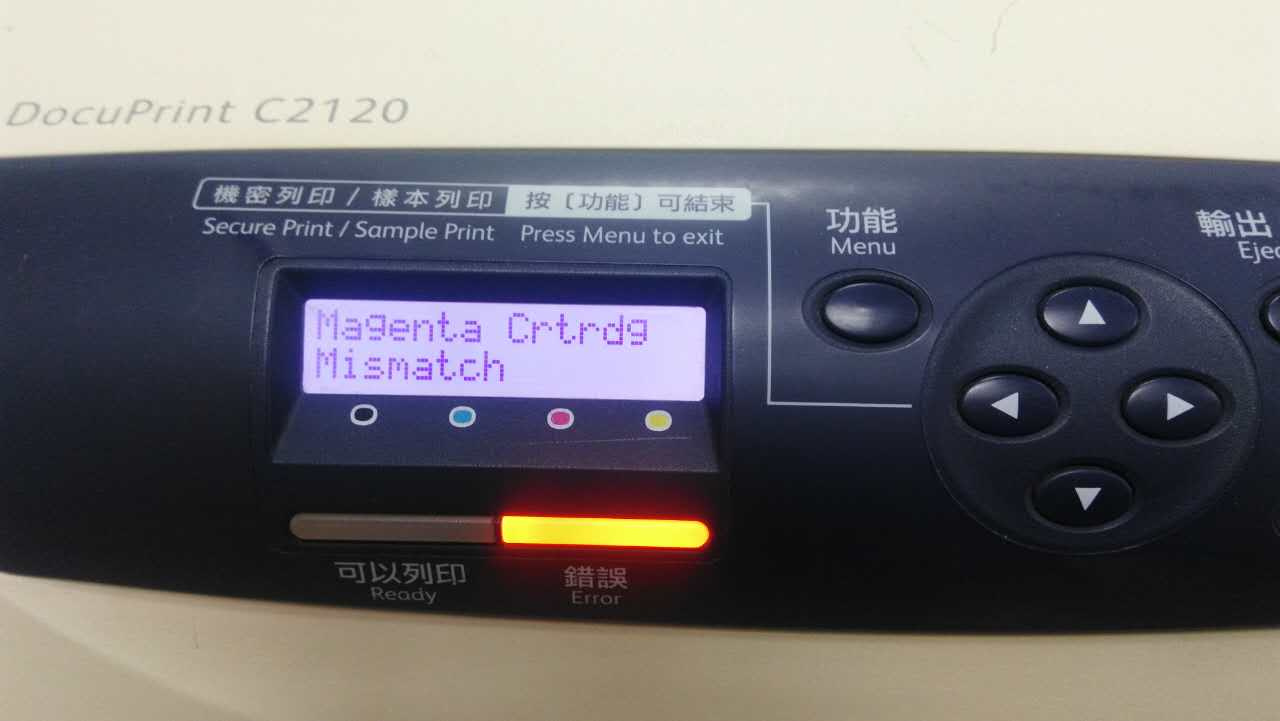 DocuPrint C2120
機密列印 / 樣本列印 按〔功能〕可結束
Secure Print / Sample Print Press Menu to exit
功能
Menu
輸出
Magenta Crtrdg
Mismatch
可以列印
Ready
錯誤
Error